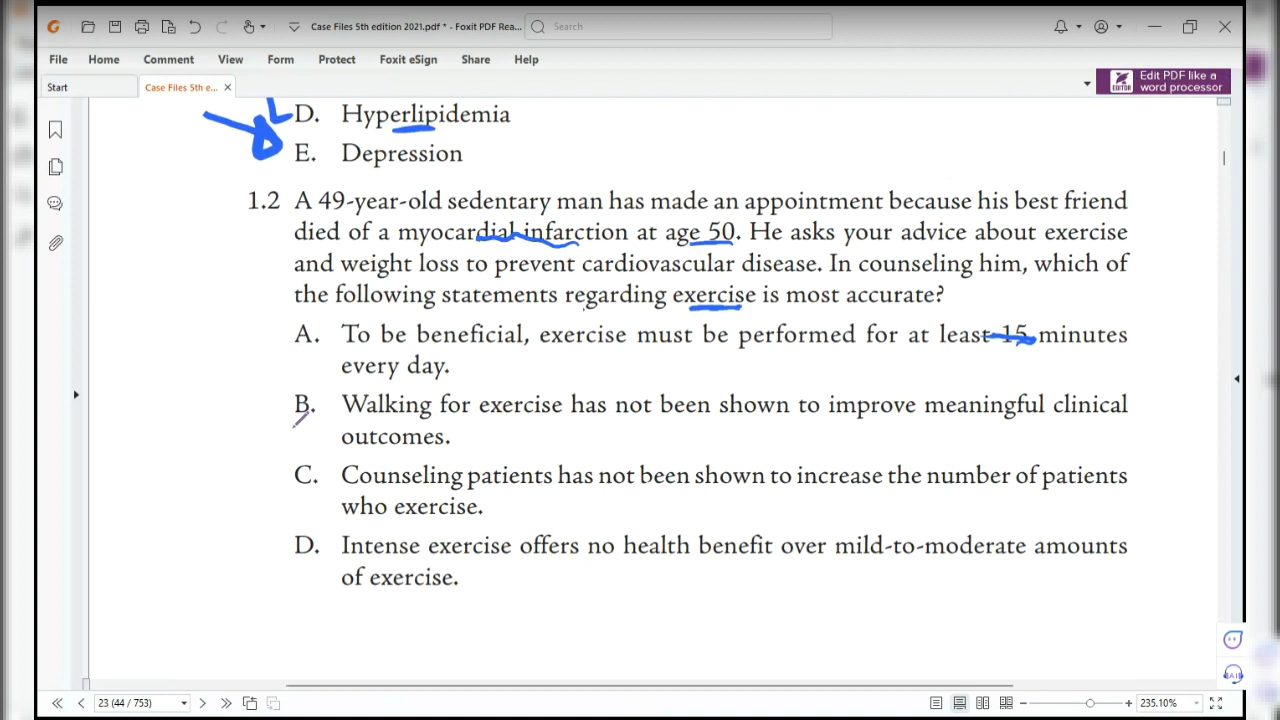 Case Files 5th edition 2021.pdf * - Foxit PDF Rea...
Search
File Home Comment View Form Protect Foxit eSign Share Help
Start
Case Files 5th e...
Edit PDF like a
word processor
EDITOR
D. Hyperlipidemia
E. Depression
1.2 A 49-year-old sedentary man has made an appointment because his best friend
died of a myocardial infarction at age 50. He asks your advice about exercise
and weight loss to prevent cardiovascular disease. In counseling him, which of
the following statements regarding exercise is most accurate?
A. To be beneficial, exercise must be performed for at least 15 minutes
every day.
B. Walking for exercise has not been shown to improve meaningful clinical
outcomes.
C. Counseling patients has not been shown to increase the number of patients
who exercise.
D. Intense exercise offers no health benefit over mild-to-moderate amounts
of exercise.
23 (44 / 753)
235.10%